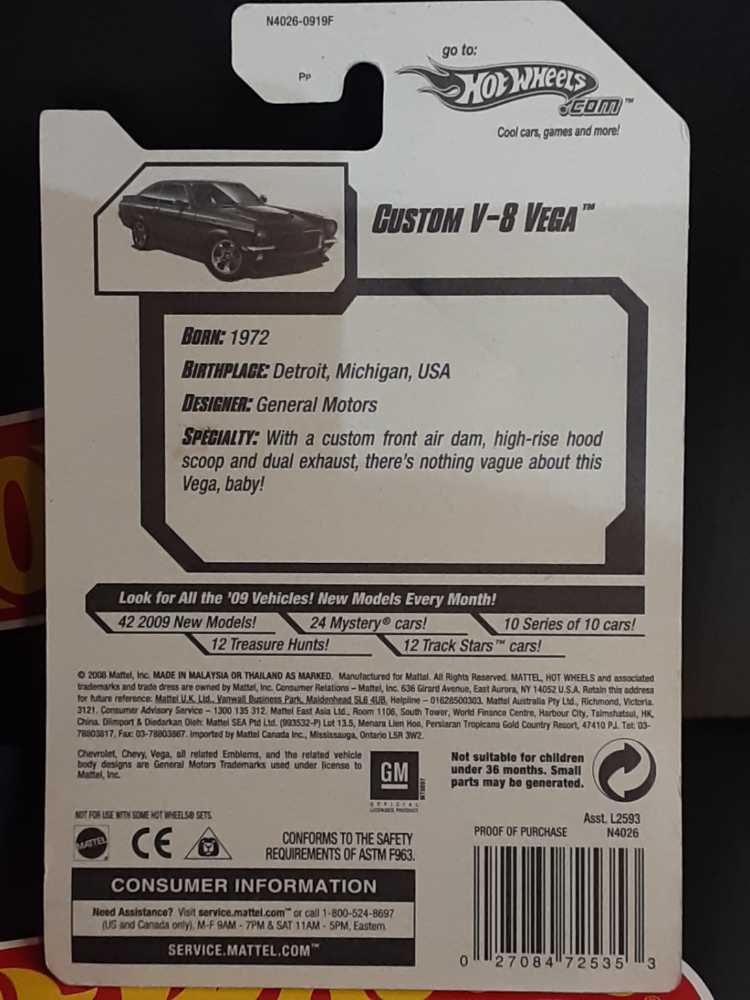 N4026-0919F
Pp
go to:
HOT WHEELS
.COM™
Cool cars, games and more!
CUSTOM V-8 VEGA™
BORN: 1972
BIRTHPLACE: Detroit, Michigan, USA
DESIGNER: General Motors
SPECIALTY: With a custom front air dam, high-rise hood
scoop and dual exhaust, there's nothing vague about this
Vega, baby!
Look for All the '09 Vehicles! New Models Every Month!
42 2009 New Models! 24 Mystery® cars! 10 Series of 10 cars!
12 Treasure Hunts! 12 Track Stars™ cars!
© 2008 Mattel, Inc. MADE IN MALAYSIA OR THAILAND AS MARKED. Manufactured for Mattel. All Rights Reserved. MATTEL, HOT WHEELS and associated
trademarks and trade dress are owned by Mattel, Inc. Consumer Relations – Mattel, Inc. 636 Girard Avenue, East Aurora, NY 14052 U.S.A. Retain this address
for future reference: Mattel U.K. Ltd., Vanwall Business Park, Maidenhead SL6 4UB. Helpline – 01628500303. Mattel Australia Pty Ltd., Richmond, Victoria.
3121. Consumer Advisory Service – 1300 135 312. Mattel East Asia Ltd., Room 1106, South Tower, World Finance Centre, Harbour City, Tsimshatsui, HK,
China. Diimport & Diedarkan Oleh: Mattel SEA Ptd Ltd. (993532-P) Lot 13.5, Menara Lien Hoe, Persiaran Tropicana Gold Country Resort, 47410 PJ. Tel: 03-
78803817, Fax: 03-78803867. Imported by Mattel Canada Inc., Mississauga, Ontario L5R 3W2.
Chevrolet, Chevy, Vega, all related Emblems, and the related vehicle
body designs are General Motors Trademarks used under license to
Mattel, Inc.
GM
OFFICIAL
LICENSED PRODUCT
Not suitable for children
under 36 months. Small
parts may be generated.
NOT FOR USE WITH SOME HOT WHEELS® SETS.
MATTEL
CE
CONFORMS TO THE SAFETY
REQUIREMENTS OF ASTM F963.
Asst. L2593
PROOF OF PURCHASE N4026
CONSUMER INFORMATION
Need Assistance? Visit service.mattel.com™ or call 1-800-524-8697
(US and Canada only). M-F 9AM - 7PM & SAT 11AM - 5PM, Eastern.
SERVICE.MATTEL.COM™
0 27084 72535 3